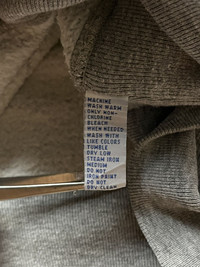 MACHINE
WASH WARM
ONLY NON-
CHLORINE
BLEACH
WHEN NEEDED
WASH WITH
LIKE COLORS
TUMBLE
DRY LOW
STEAM IRON
MEDIUM
DO NOT
IRON PRINT
DO NOT
DRY CLEAN